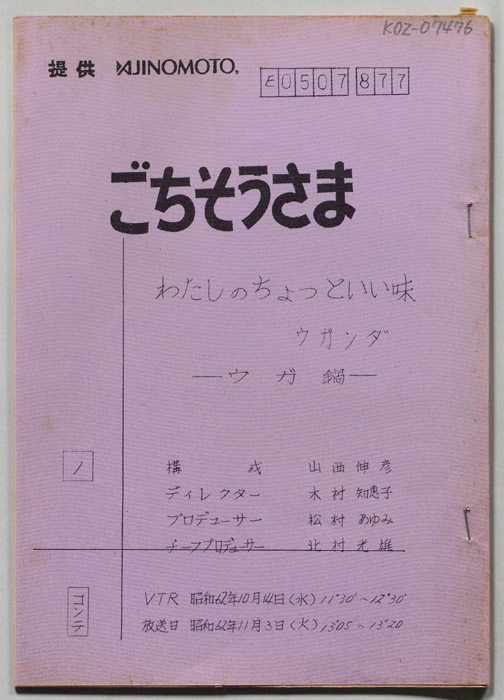 KOZ-07476
提供 AJINOMOTO.
E0507877
ごちそうさま
わたしのちょっといい味
ウガンダ
―ウガ鍋―
1
構成 山西伸彦
ディレクター 木村知恵子
プロデューサー 松村あゆみ
チーフプロデューサー 北村光雄
コンテ
VTR 昭和62年10月14日(水)11°30'～12°30'
放送日 昭和62年11月3日(火)13°05～13°20